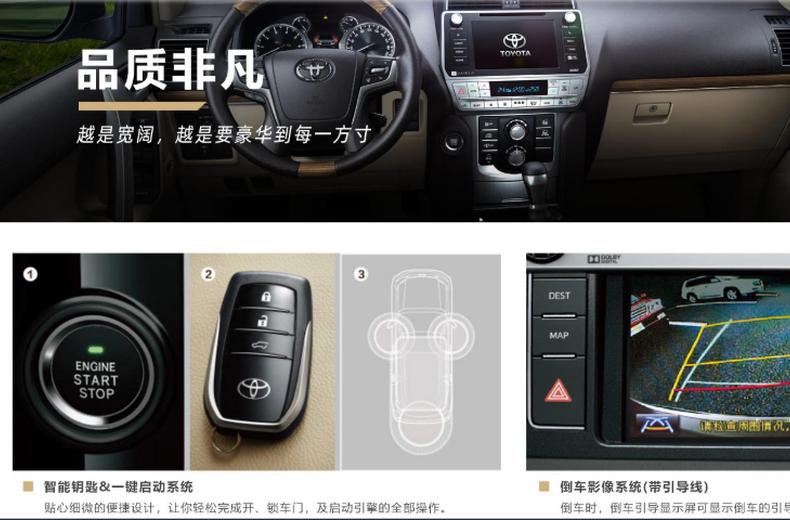 品质非凡
越是宽阔，越是要豪华到每一方寸
TOYOTA
1
2
3
ENGINE
START
STOP
DOLBY
DIGITAL
DEST
MAP
请检查周围情况，
智能钥匙&一键启动系统
贴心细微的便捷设计，让你轻松完成开、锁车门，及启动引擎的全部操作。
倒车影像系统(带引导线)
倒车时，倒车引导显示屏可显示倒车的引导